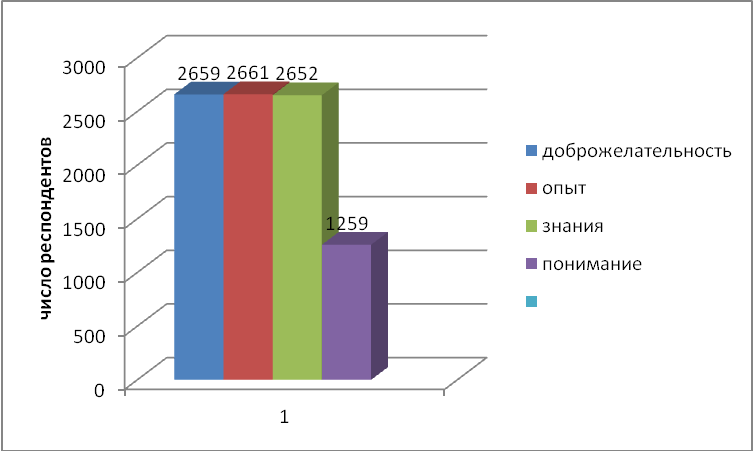 число респондентов
3000
2500
2000
1500
1000
500
0
2659
2661
2652
1259
1
доброжелательность
опыт
знания
понимание